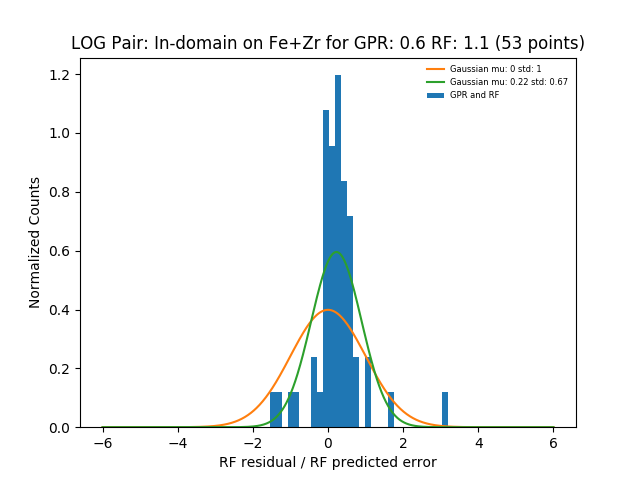 LOG Pair: In-domain on Fe+Zr for GPR: 0.6 RF: 1.1 (53 points)
Gaussian mu: 0 std: 1
Gaussian mu: 0.22 std: 0.67
GPR and RF
Normalized Counts
1.2
1.0
0.8
0.6
0.4
0.2
0.0
−6 −4 −2 0 2 4 6
RF residual / RF predicted error